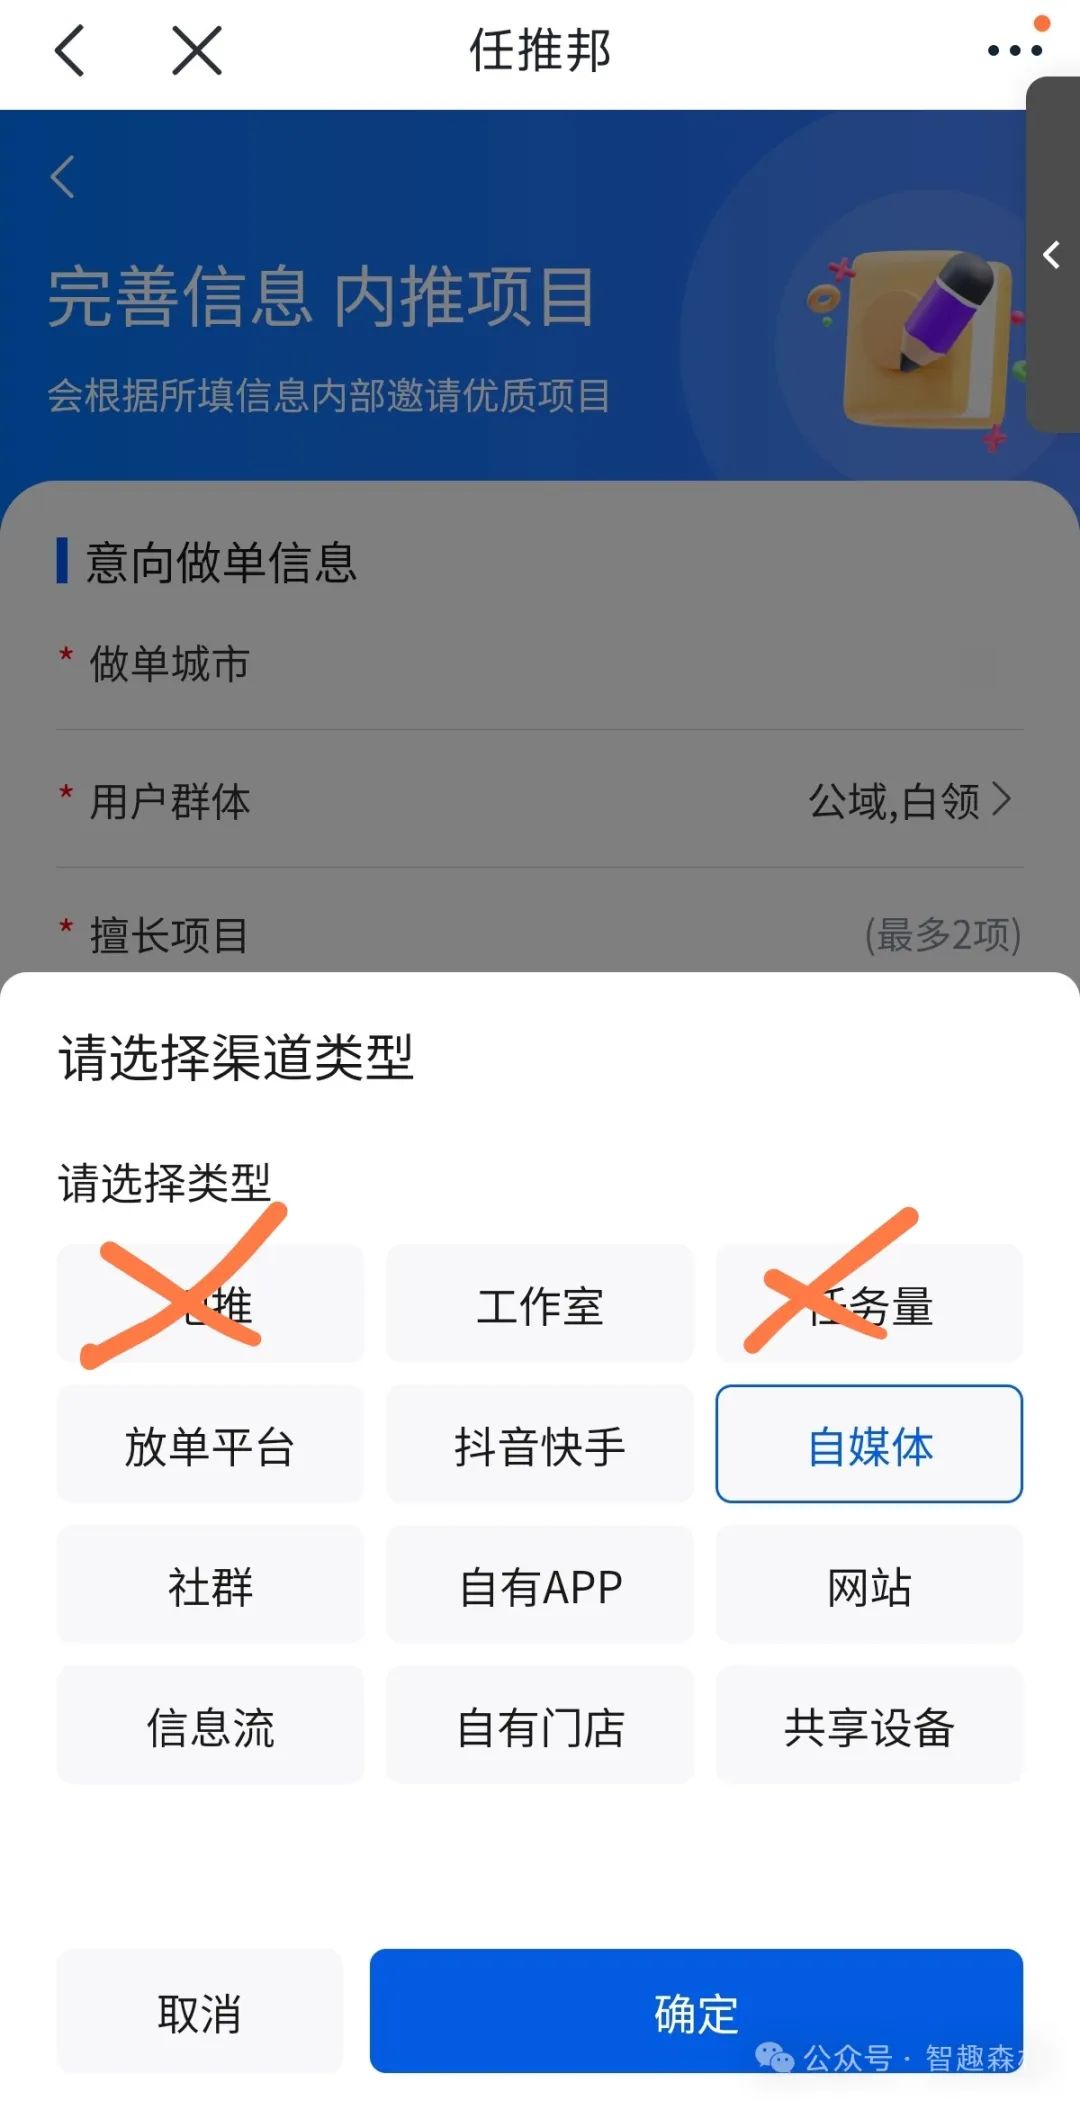 任推邦
完善信息 内推项目
会根据所填信息内部邀请优质项目
意向做单信息
* 做单城市
* 用户群体 公域,白领
* 擅长项目 (最多2项)
请选择渠道类型
请选择类型
推 工作室 任务量
放单平台 抖音快手 自媒体
社群 自有APP 网站
信息流 自有门店 共享设备
取消 确定
公众号 · 智趣森